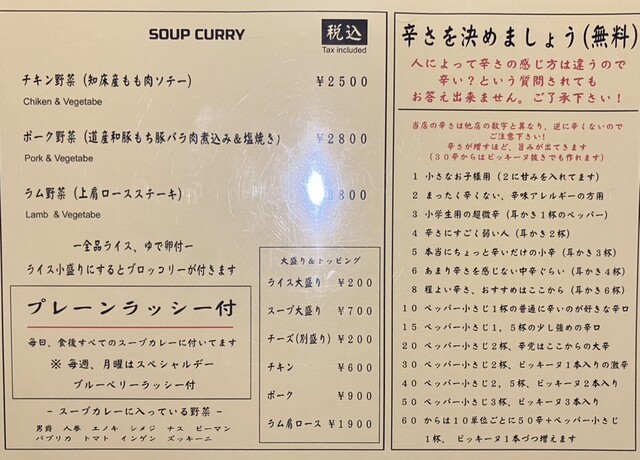 SOUP CURRY
税込
Tax included
チキン野菜 (知床産もも肉ソテー) ￥2500
Chiken & Vegetabe
ポーク野菜 (道産和豚もち豚バラ肉煮込み&塩焼き) ￥2800
Pork & Vegetabe
ラム野菜 (上肩ロースステーキ) 800
Lamb & Vegetabe
ー全品ライス、ゆで卵付ー
ライス小盛りにするとブロッコリーが付きます
プレーンラッシー付
毎日、食後すべてのスープカレーに付いてます
※ 毎週、月曜はスペシャルデー
ブルーベリーラッシー付
- スープカレーに入っている野菜 -
男爵 人参 エノキ シメジ ナス ピーマン
パプリカ トマト インゲン ズッキーニ
大盛り&トッピング
ライス大盛り ￥200
スープ大盛り ￥700
チーズ(別盛り) ￥200
チキン ￥600
ポーク ￥900
ラム肩ロース ￥1900
辛さを決めましょう(無料)
人によって辛さの感じ方は違うので
辛い？という質問されても
お答え出来ません。ご了承下さい！
当店の辛さは他店の数字と異なり、逆に辛くないので
ご注意下さい！
辛さが増すほど、旨みが出てきます
(30辛からはピッキーヌ抜きでも作れます)
1 小さなお子様用 (2に甘みを入れてます)
2 まったく辛くない、辛味アレルギーの方用
3 小学生用の超微辛 (耳かき1杯のペッパー)
4 辛さにすごく弱い人 (耳かき2杯)
5 本当にちょっと辛いだけの小辛 (耳かき3杯)
6 あまり辛さを感じない中辛ぐらい (耳かき4杯)
8 程よい辛さ、おすすめはここから (耳かき6杯)
10 ペッパー小さじ1杯の普通に辛いのが好きな辛口
15 ペッパー小さじ1，5杯の少し強めの辛口
20 ペッパー小さじ2杯、辛党はここからの大辛
30 ペッパー小さじ2杯、ピッキーヌ1本入りの激辛
40 ペッパー小さじ2，5杯、ピッキーヌ2本入り
50 ペッパー小さじ3杯、ピッキーヌ3本入り
60 からは10単位ごとに50辛+ペッパー小さじ
1杯、 ピッキーヌ1本づつ増えます